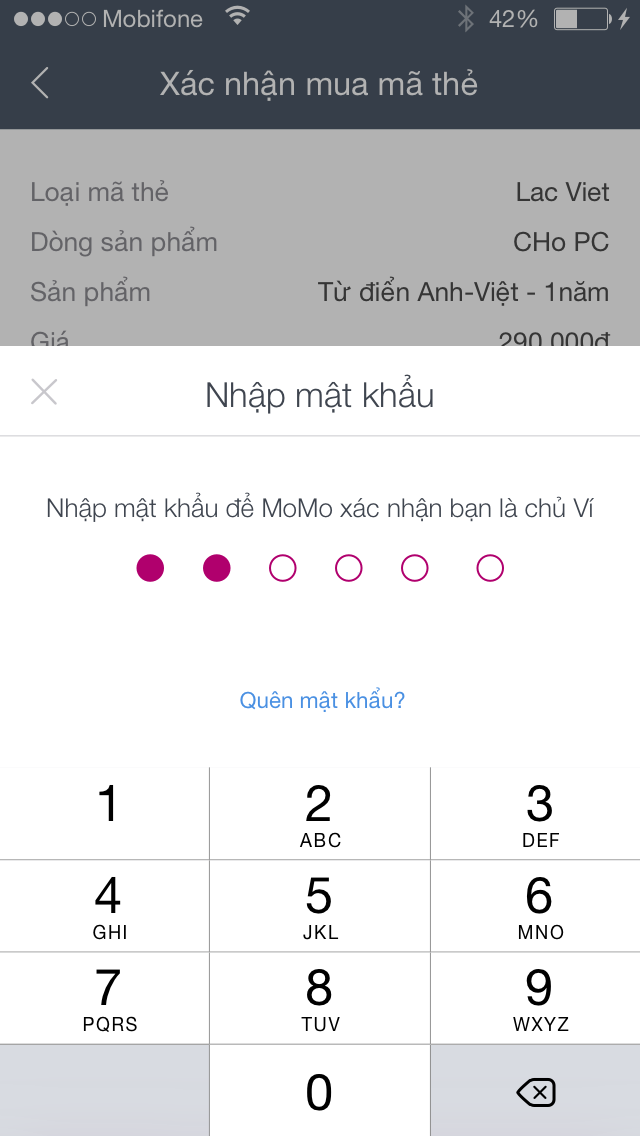 Mobifone 42%
Xác nhận mua mã thẻ
Loại mã thẻ Lac Viet
Dòng sản phẩm CHo PC
Sản phẩm Từ điển Anh-Việt - 1năm
Giá 290.000đ
Nhập mật khẩu
Nhập mật khẩu để MoMo xác nhận bạn là chủ Ví
Quên mật khẩu?
1 2 3
ABC DEF
4 5 6
GHI JKL MNO
7 8 9
PQRS TUV WXYZ
0